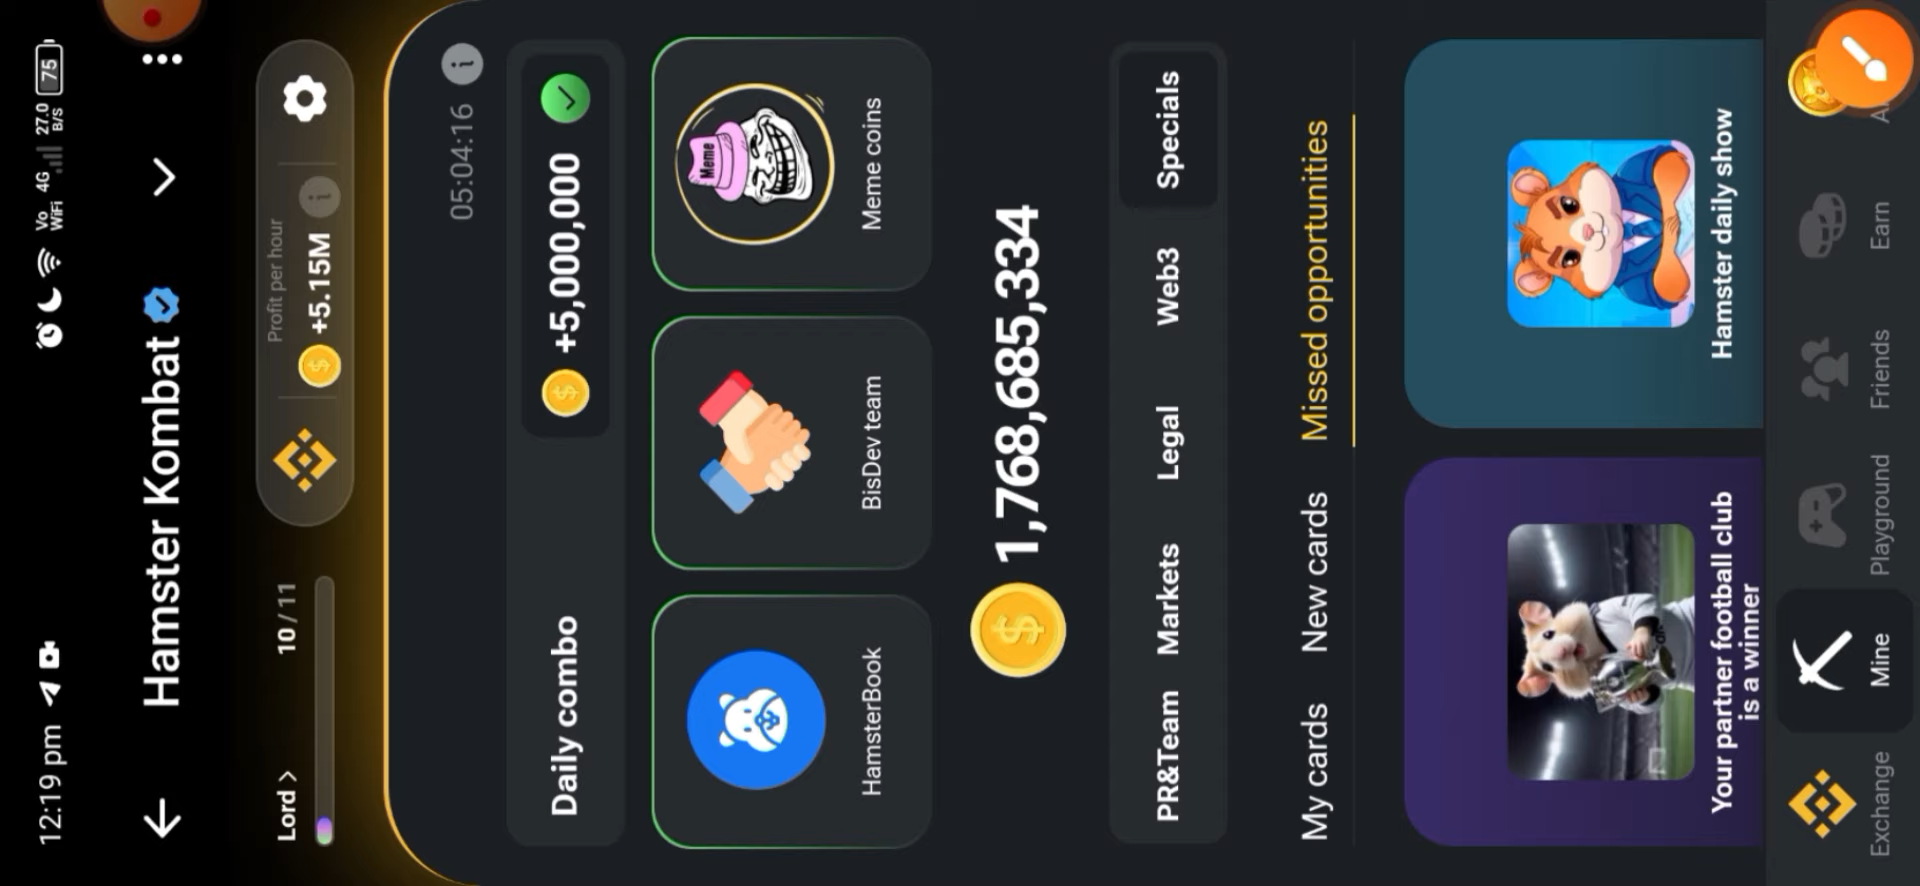 12:19 pm
Vo
WiFi
4G
27.0
B/S
75
Hamster Kombat
Lord >
10 / 11
Profit per hour
+5.15M
05:04:16
Daily combo
+5,000,000
HamsterBook
BisDev team
Meme
Meme coins
1,768,685,334
PR&Team
Markets
Legal
Web3
Specials
My cards
New cards
Missed opportunities
Your partner football club
is a winner
Hamster daily show
Exchange
Mine
Playground
Friends
Earn